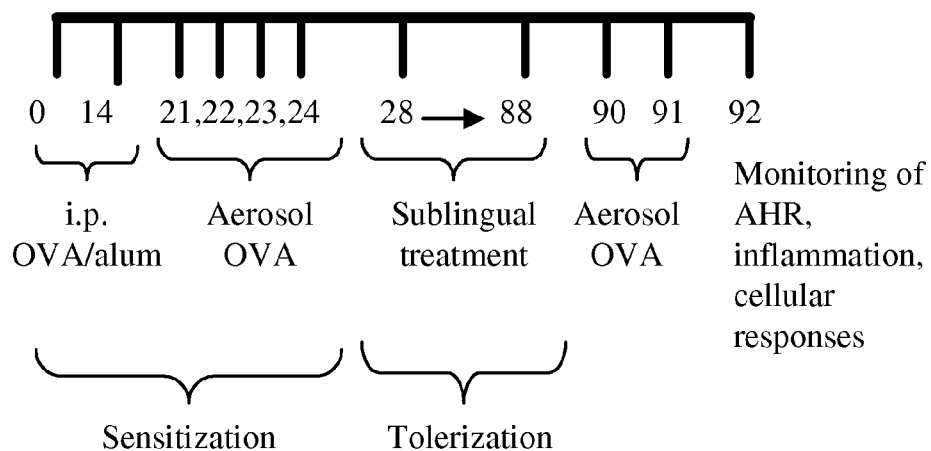 0 14 21,22,23,24 28 88 90 91 92
i.p.
OVA/alum
Aerosol
OVA
Sublingual
treatment
Aerosol
OVA
Monitoring of
AHR,
inflammation,
cellular
responses
Sensitization
Tolerization